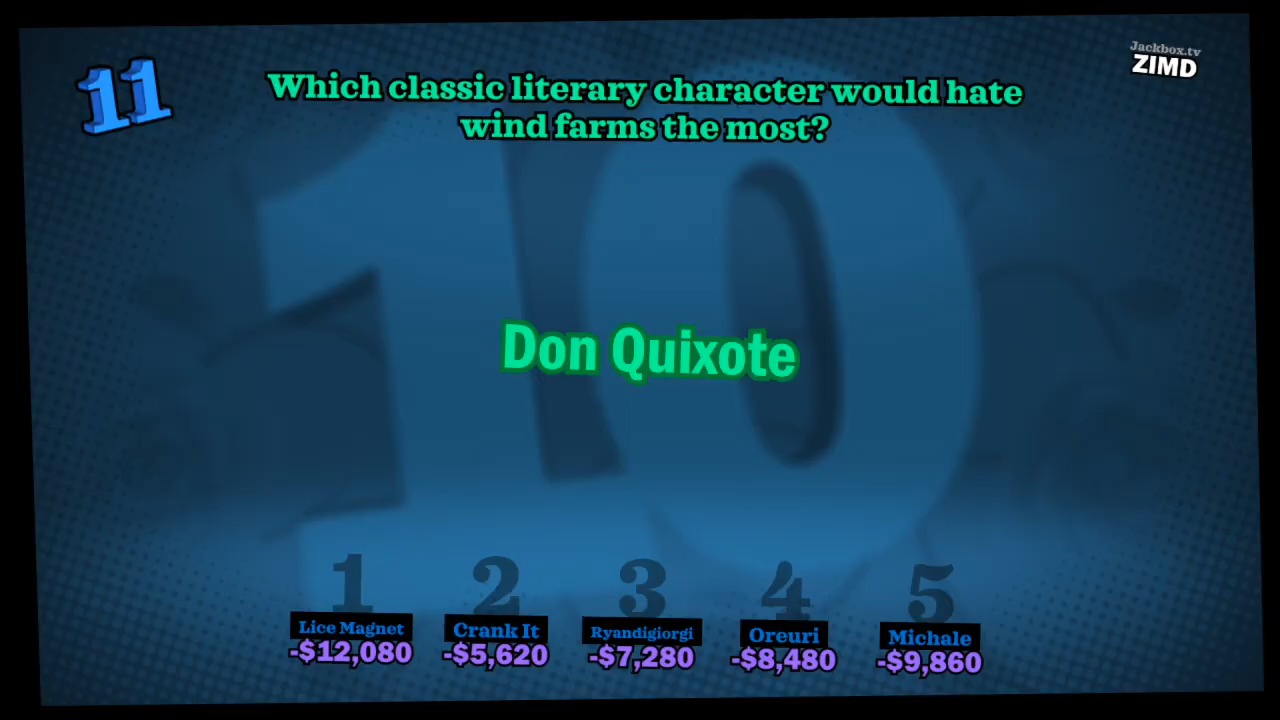 11
Jackbox.tv
ZIMD
Which classic literary character would hate
wind farms the most?
10
Don Quixote
1 2 3 4 5
Lice Magnet Crank It Ryandigiorgi Oreuri Michale
-$12,080 -$5,620 -$7,280 -$8,480 -$9,860